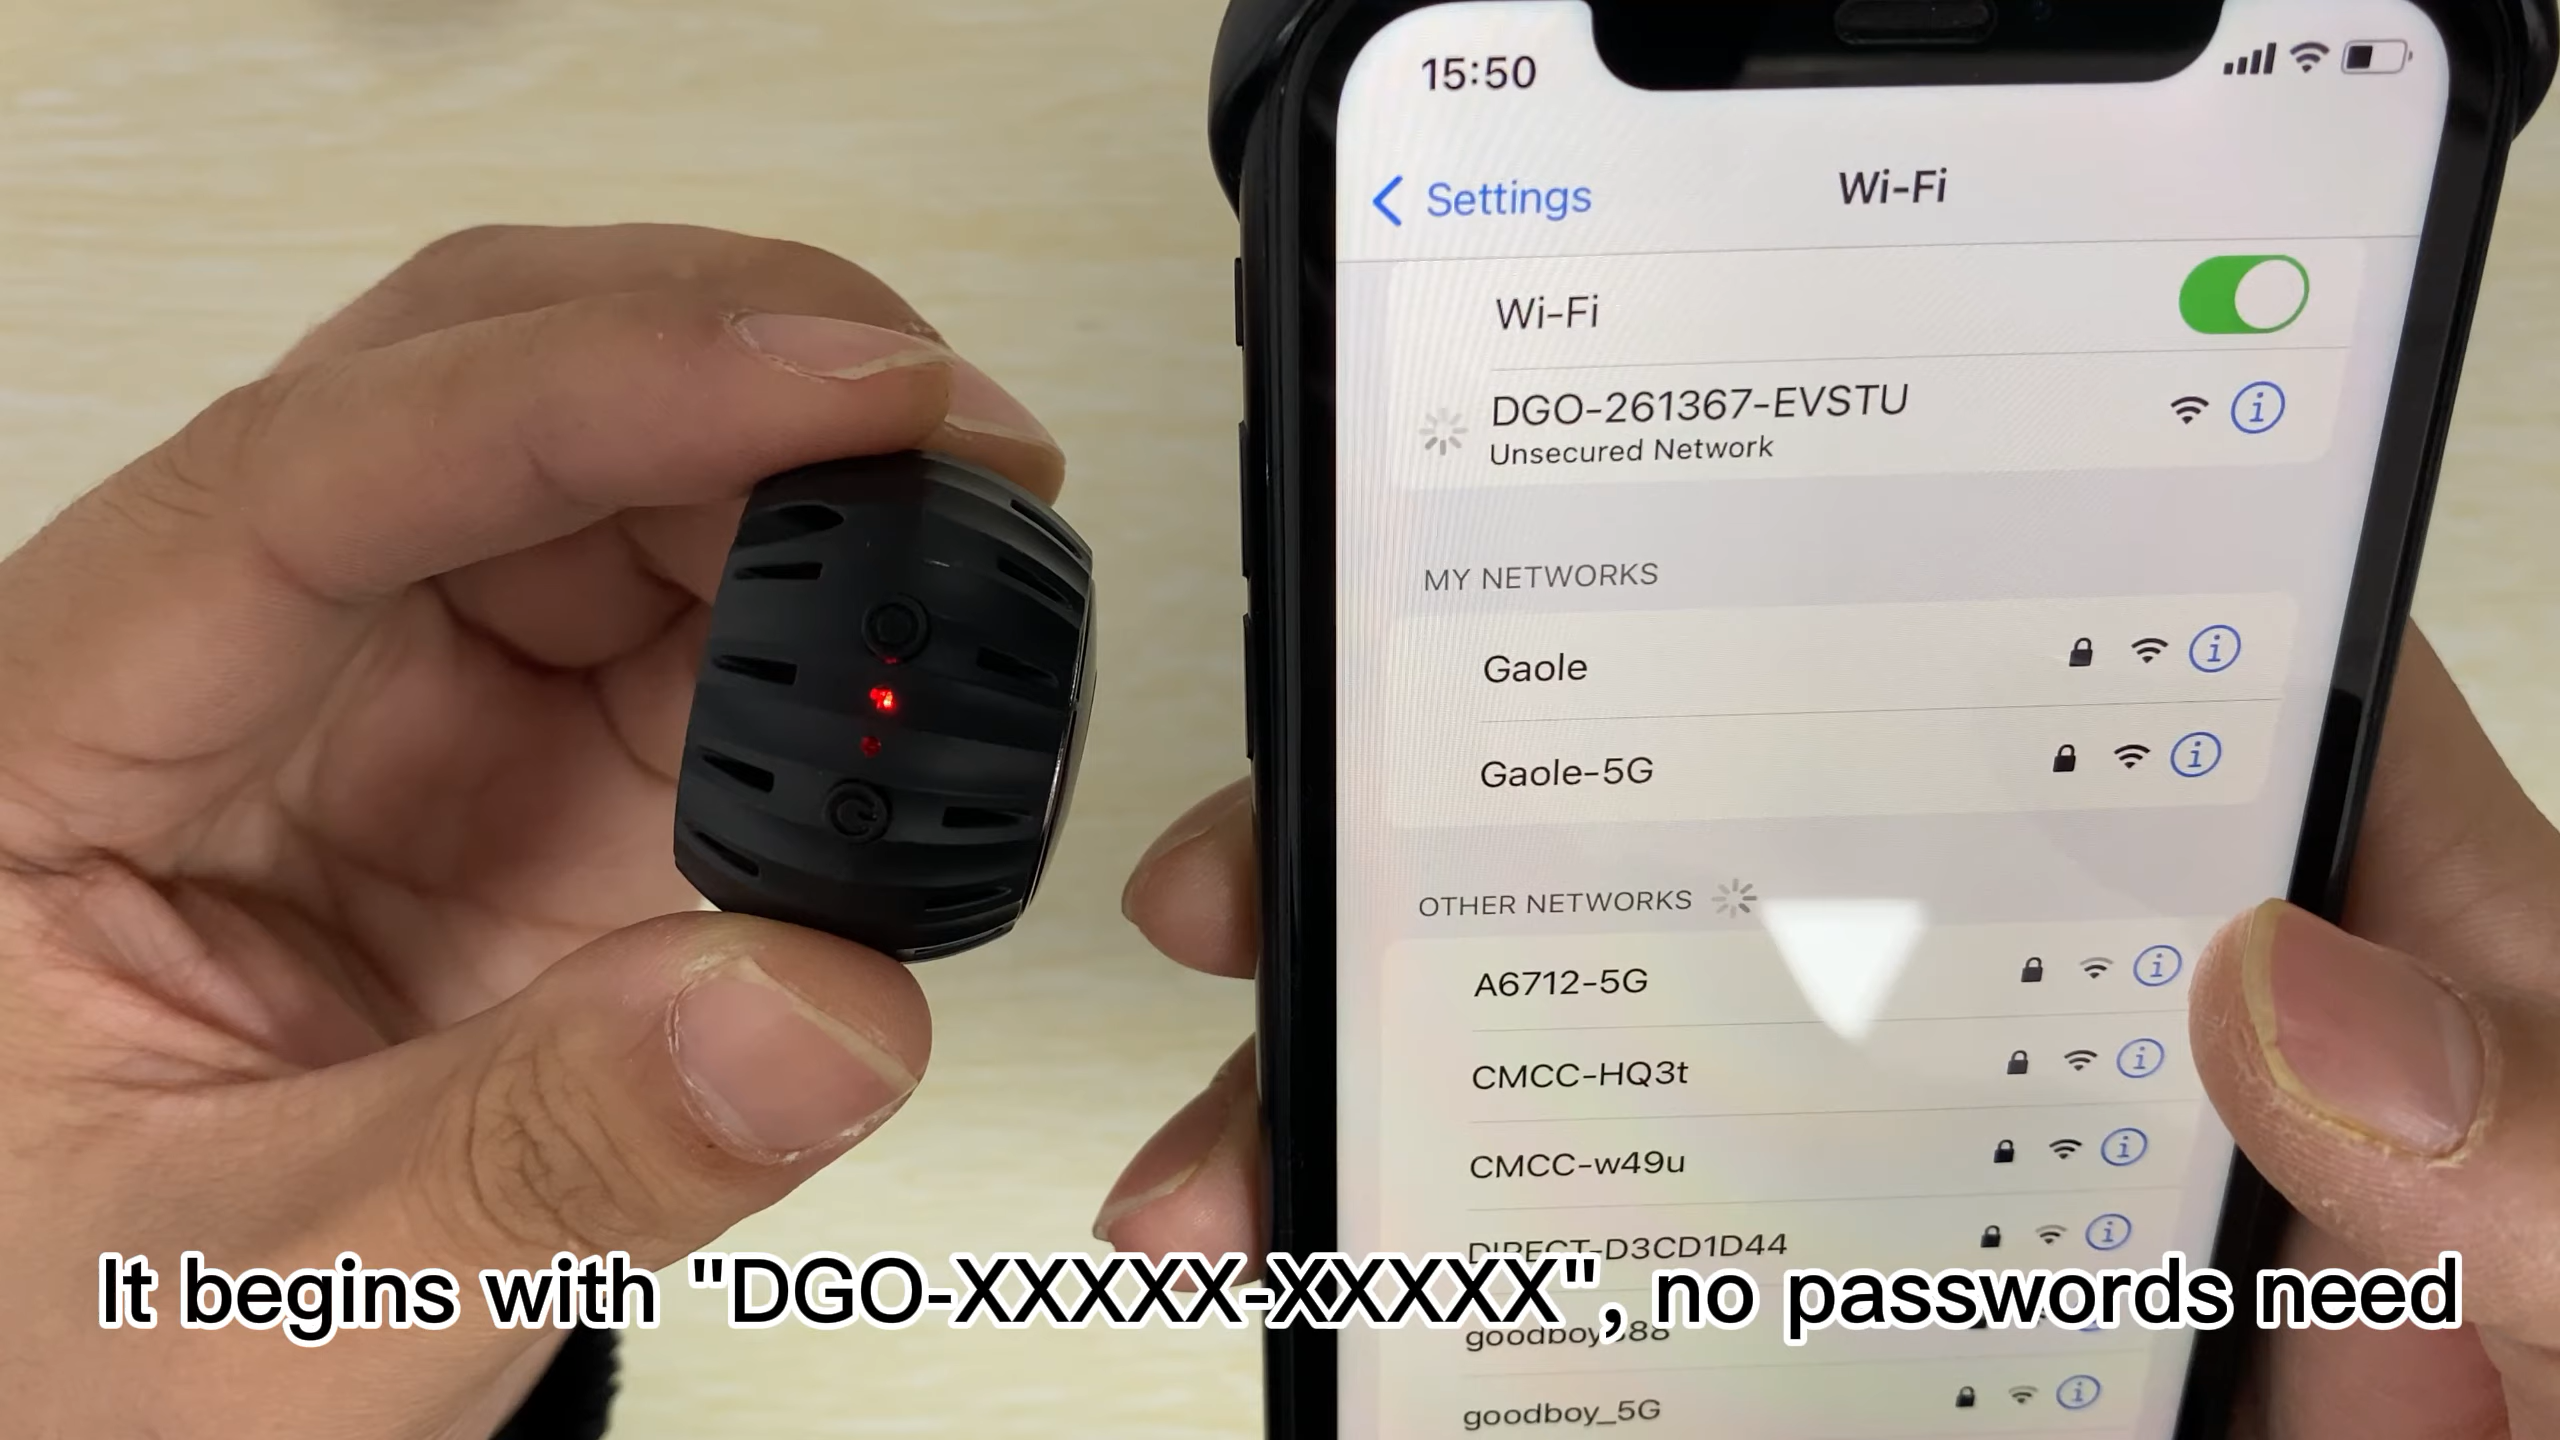 15:50
Settings
Wi-Fi
Wi-Fi
DGO-261367-EVSTU
Unsecured Network
MY NETWORKS
Gaole
Gaole-5G
OTHER NETWORKS
A6712-5G
CMCC-HQ3t
CMCC-w49u
DIRECT-D3CD1D44
It begins with "DGO-XXXXX-XXXXX", no passwords need
goodboy_5G